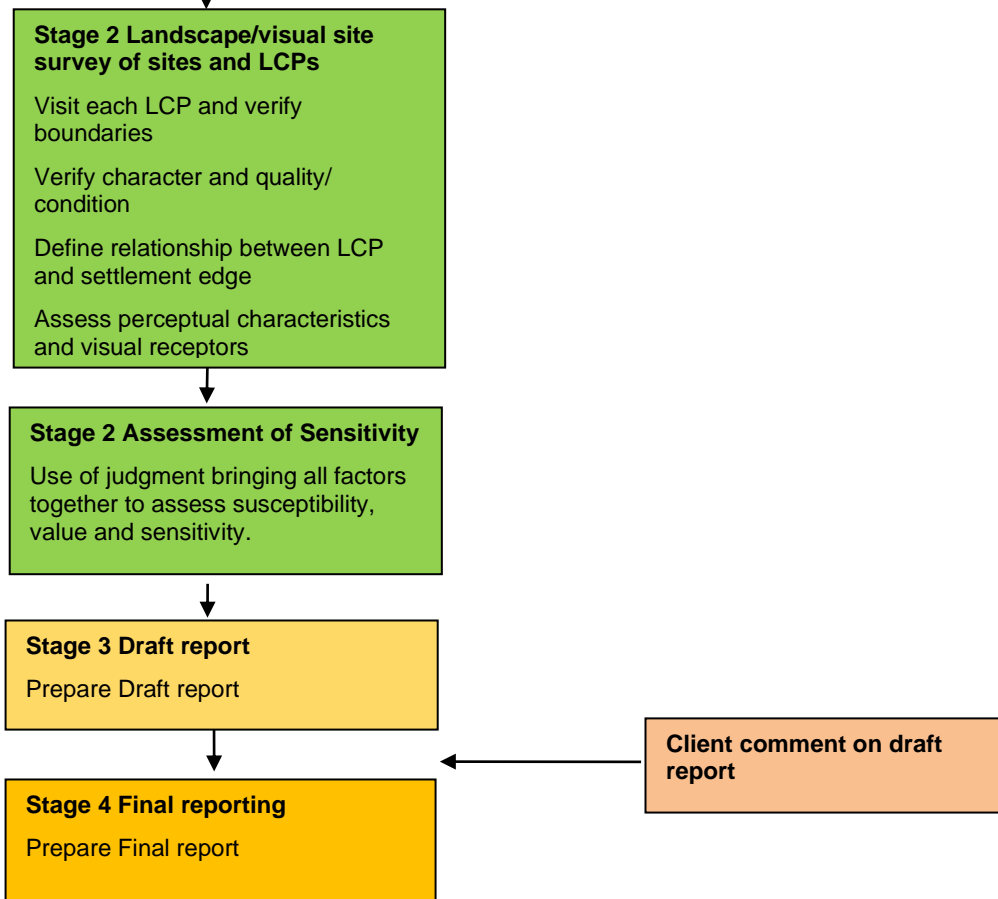 Stage 2 Landscape/visual site
survey of sites and LCPs
Visit each LCP and verify
boundaries
Verify character and quality/
condition
Define relationship between LCP
and settlement edge
Assess perceptual characteristics
and visual receptors
Stage 2 Assessment of Sensitivity
Use of judgment bringing all factors
together to assess susceptibility,
value and sensitivity.
Stage 3 Draft report
Prepare Draft report
Client comment on draft
report
Stage 4 Final reporting
Prepare Final report